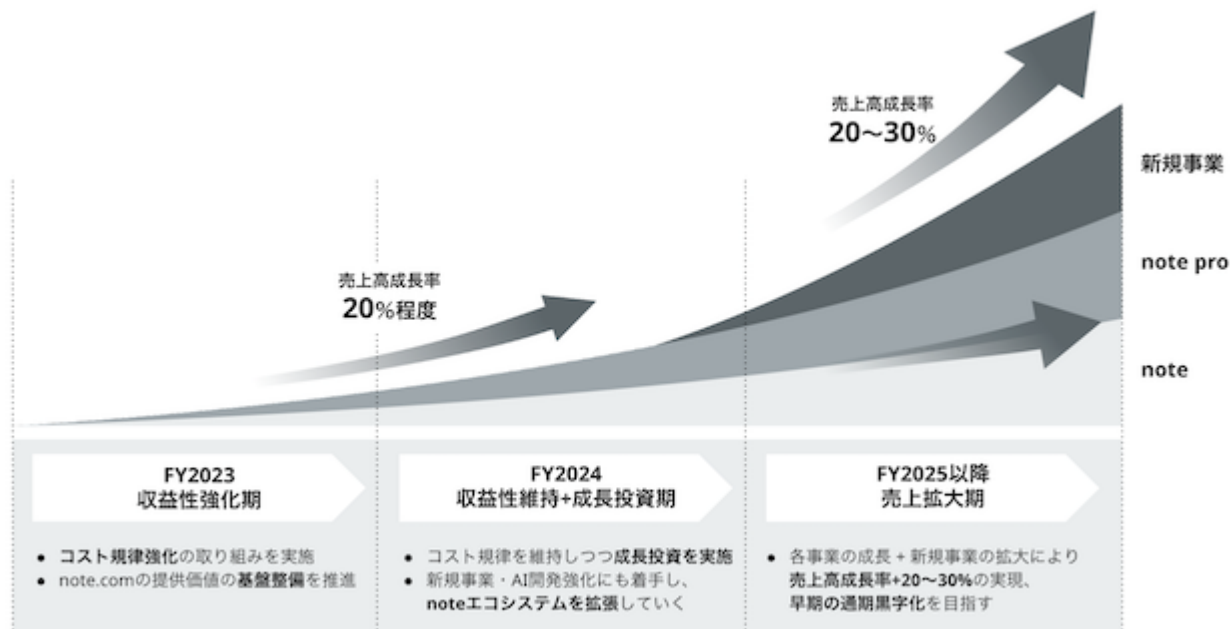 売上高成長率
20〜30%
新規事業
note pro
売上高成長率
20%程度
note
FY2023
収益性強化期
• コスト規律強化の取り組みを実施
• note.comの提供価値の基盤整備を推進
FY2024
収益性維持+成長投資期
• コスト規律を維持しつつ成長投資を実施
• 新規事業・AI開発強化にも着手し、
noteエコシステムを拡張していく
FY2025以降
売上拡大期
• 各事業の成長 + 新規事業の拡大により
売上高成長率+20〜30%の実現、
早期の通期黒字化を目指す